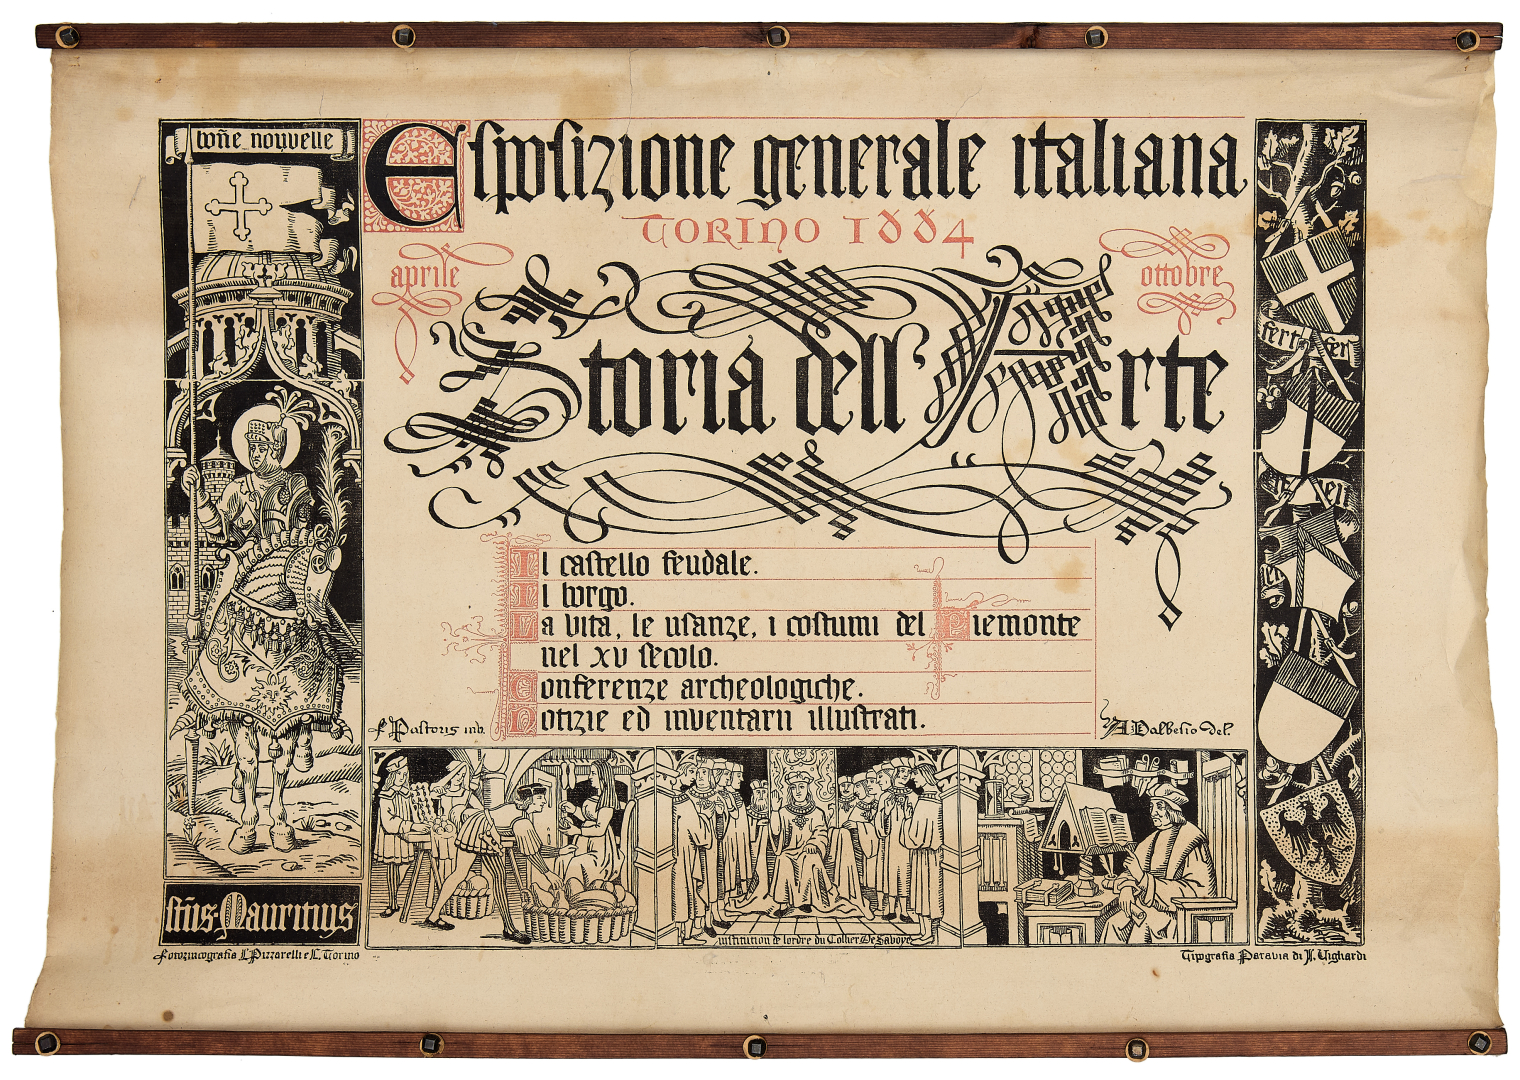 bõne nouvelle
Esposizione generale italiana
TORINO 1884
aprile
ottobre
Storia dell'Arte
fert fert
Il castello feudale.
Il borgo.
La vita, le usanze, i costumi del Piemonte
nel XV secolo.
Conferenze archeologiche.
Notizie ed inventarii illustrati.
f Pastoris inv.
A Dalbesio del.
stũs Mauritius
institution de lordre du Collier De Savoye
Fotozincografia L. Pizzarelli e C. Torino
Tipografia Paravia di I. Vigliardi